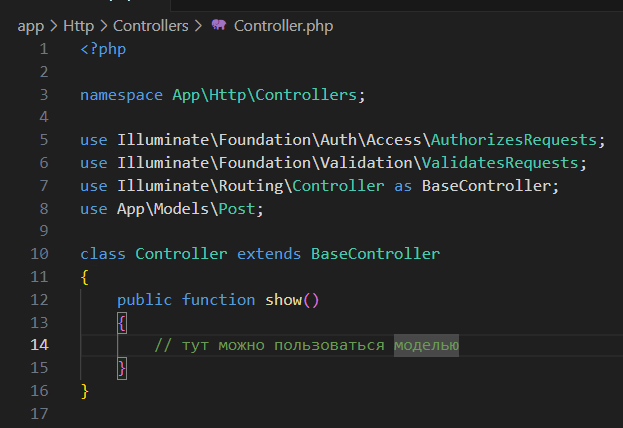 app > Http > Controllers > Controller.php
1 <?php
2
3 namespace App\Http\Controllers;
4
5 use Illuminate\Foundation\Auth\Access\AuthorizesRequests;
6 use Illuminate\Foundation\Validation\ValidatesRequests;
7 use Illuminate\Routing\Controller as BaseController;
8 use App\Models\Post;
9
10 class Controller extends BaseController
11 {
12     public function show()
13     {
14         // тут можно пользоваться моделью
15     }
16 }
17